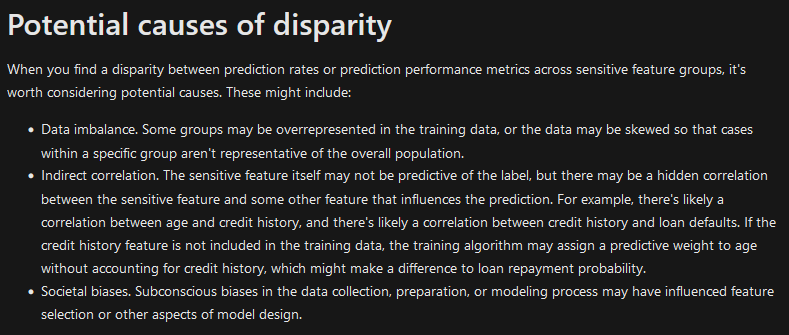 Potential causes of disparity
When you find a disparity between prediction rates or prediction performance metrics across sensitive feature groups, it's
worth considering potential causes. These might include:
• Data imbalance. Some groups may be overrepresented in the training data, or the data may be skewed so that cases
within a specific group aren't representative of the overall population.
• Indirect correlation. The sensitive feature itself may not be predictive of the label, but there may be a hidden correlation
between the sensitive feature and some other feature that influences the prediction. For example, there's likely a
correlation between age and credit history, and there's likely a correlation between credit history and loan defaults. If the
credit history feature is not included in the training data, the training algorithm may assign a predictive weight to age
without accounting for credit history, which might make a difference to loan repayment probability.
• Societal biases. Subconscious biases in the data collection, preparation, or modeling process may have influenced feature
selection or other aspects of model design.